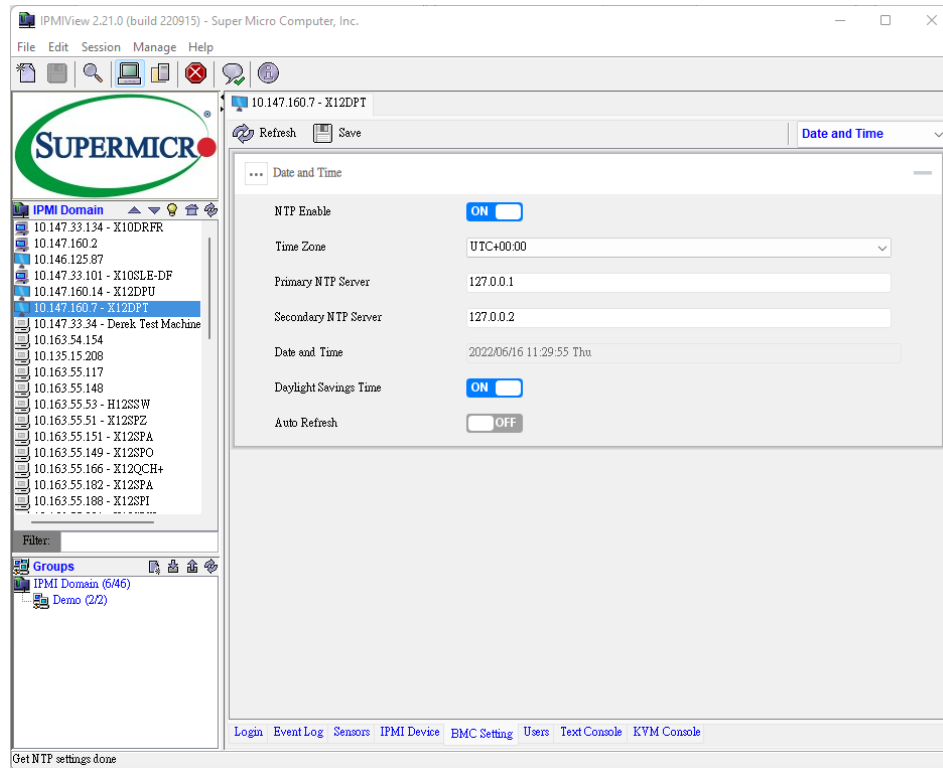 IPMIView 2.21.0 (build 220915) - Super Micro Computer, Inc.
File Edit Session Manage Help
SUPERMICR
10.147.160.7 - X12DPT
Refresh Save Date and Time
Date and Time
NTP Enable ON
Time Zone UTC+00:00
Primary NTP Server 127.0.0.1
Secondary NTP Server 127.0.0.2
Date and Time 2022/06/16 11:29:55 Thu
Daylight Savings Time ON
Auto Refresh OFF
IPMI Domain
10.147.33.134 - X10DRFR
10.147.160.2
10.146.125.87
10.147.33.101 - X10SLE-DF
10.147.160.14 - X12DPU
10.147.160.7 - X12DPT
10.147.33.34 - Derek Test Machine
10.163.54.154
10.135.15.208
10.163.55.117
10.163.55.148
10.163.55.53 - H12SSW
10.163.55.51 - X12SPZ
10.163.55.151 - X12SPA
10.163.55.149 - X12SPO
10.163.55.166 - X12QCH+
10.163.55.182 - X12SPA
10.163.55.188 - X12SPI
Filter:
Groups
IPMI Domain (6/46)
Demo (2/2)
Login Event Log Sensors IPMI Device BMC Setting Users Text Console KVM Console
Get NTP settings done